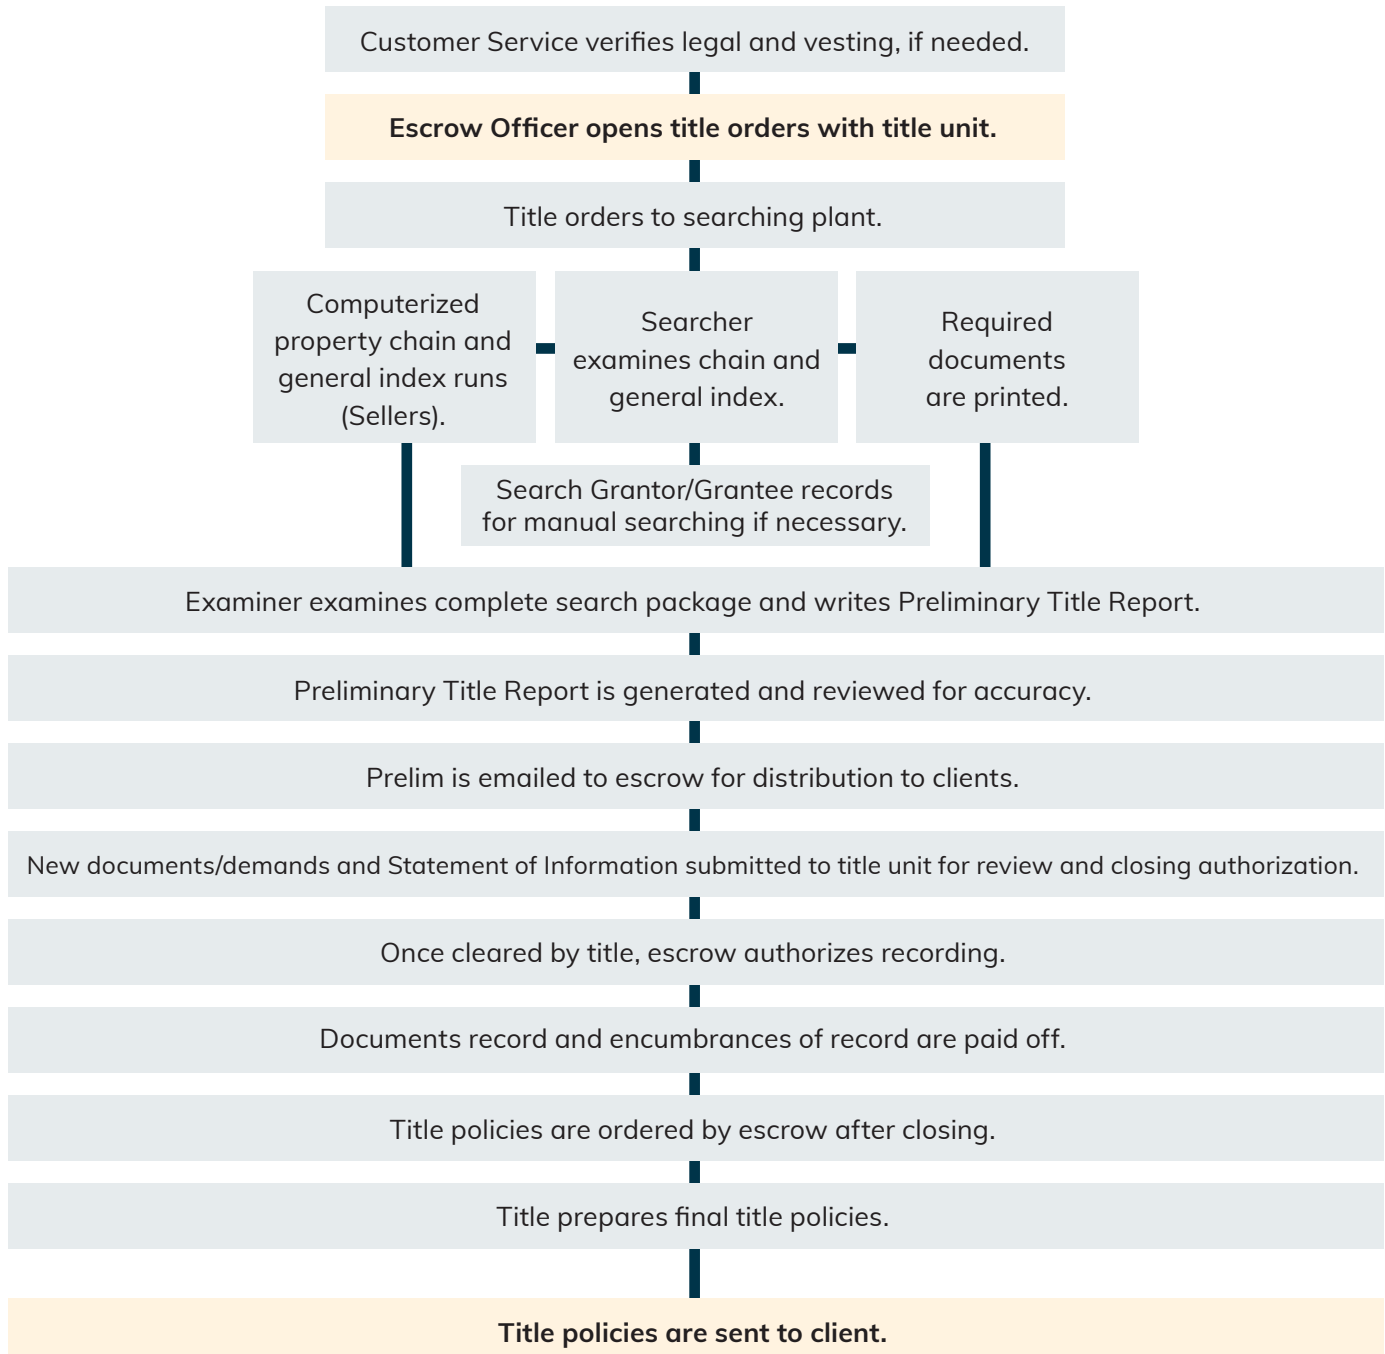 Customer Service verifies legal and vesting, if needed.
Escrow Officer opens title orders with title unit.
Title orders to searching plant.
Computerized
property chain and
general index runs
(Sellers).
Searcher
examines chain and
general index.
Required
documents
are printed.
Search Grantor/Grantee records
for manual searching if necessary.
Examiner examines complete search package and writes Preliminary Title Report.
Preliminary Title Report is generated and reviewed for accuracy.
Prelim is emailed to escrow for distribution to clients.
New documents/demands and Statement of Information submitted to title unit for review and closing authorization.
Once cleared by title, escrow authorizes recording.
Documents record and encumbrances of record are paid off.
Title policies are ordered by escrow after closing.
Title prepares final title policies.
Title policies are sent to client.